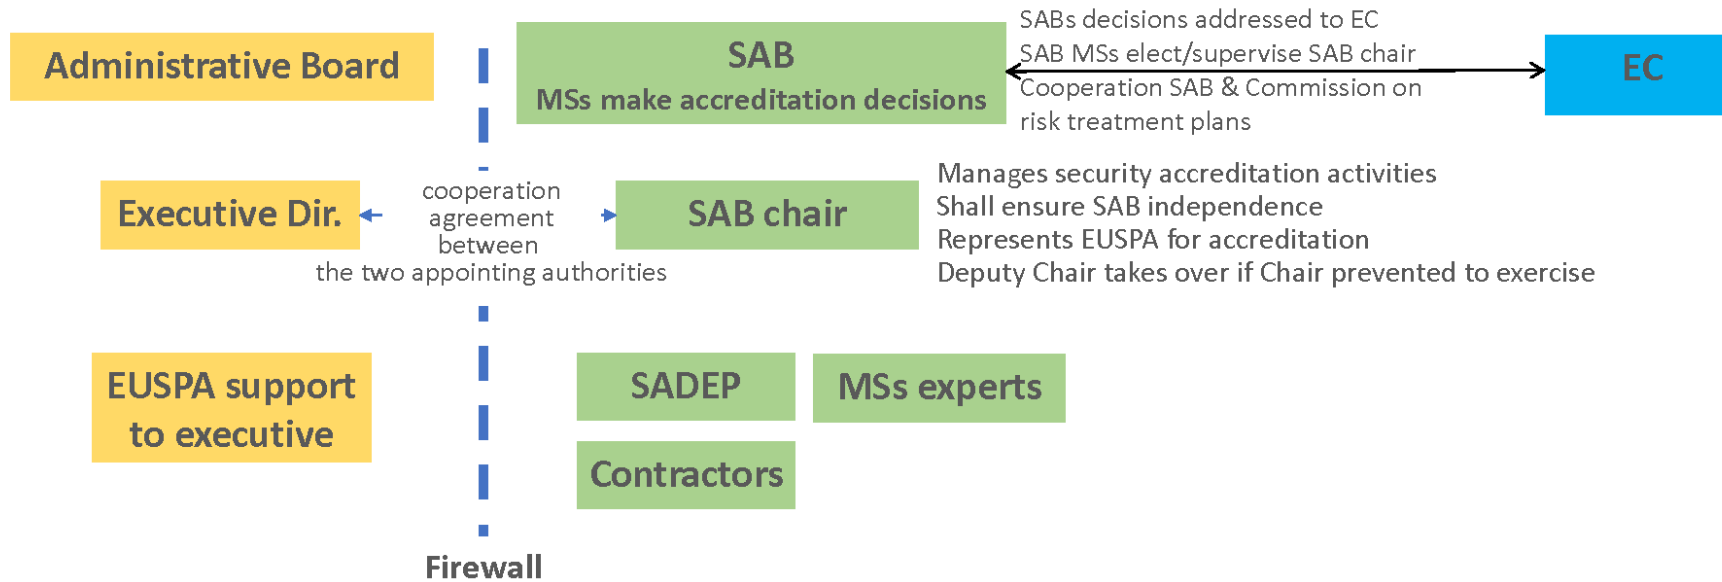 Administrative Board
SAB
MSs make accreditation decisions
SABs decisions addressed to EC
SAB MSs elect/supervise SAB chair
Cooperation SAB & Commission on
risk treatment plans
EC
Executive Dir.
cooperation
agreement
between
the two appointing authorities
SAB chair
Manages security accreditation activities
Shall ensure SAB independence
Represents EUSPA for accreditation
Deputy Chair takes over if Chair prevented to exercise
EUSPA support
to executive
SADEP
MSs experts
Contractors
Firewall